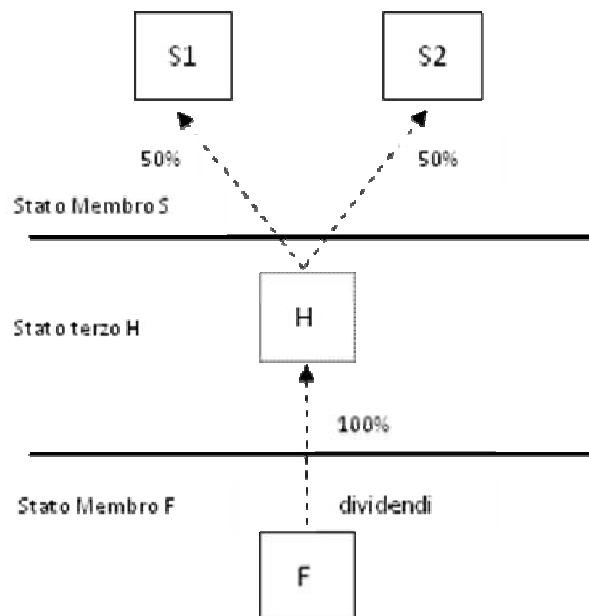 S1 S2
50% 50%
Stato Membro S
H
Stato terzo H
100%
Stato Membro F dividendi
F